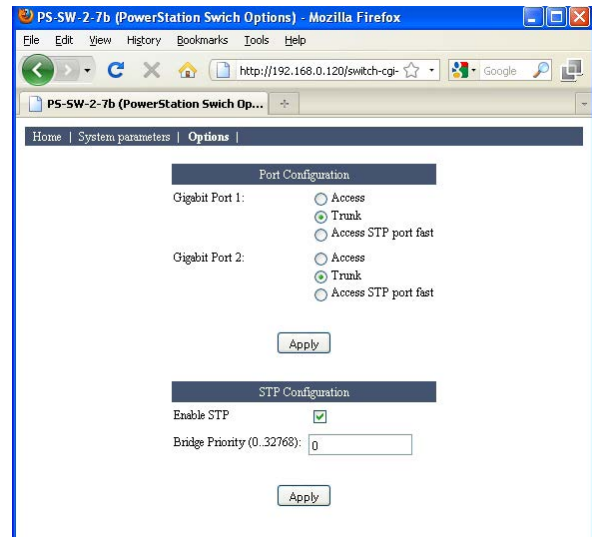 PS-SW-2-7b (PowerStation Swich Options) - Mozilla Firefox
File Edit View History Bookmarks Tools Help
http://192.168.0.120/switch-cgi- Google
PS-SW-2-7b (PowerStation Swich Op...
Home | System parameters | Options |
Port Configuration
Gigabit Port 1: Access
Trunk
Access STP port fast
Gigabit Port 2: Access
Trunk
Access STP port fast
Apply
STP Configuration
Enable STP
Bridge Priority (0..32768): 0
Apply